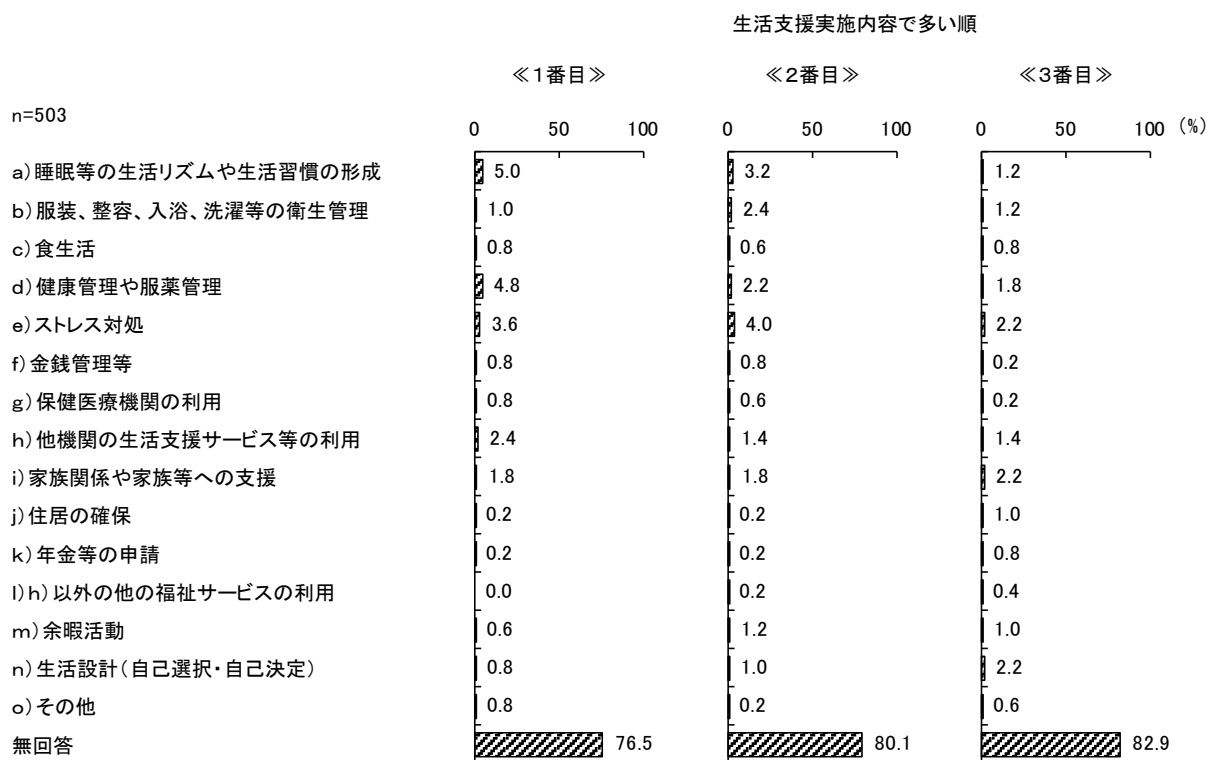 生活支援実施内容で多い順
≪1番目≫ ≪2番目≫ ≪3番目≫
n=503
0 50 100 0 50 100 0 50 100 (%)
a)睡眠等の生活リズムや生活習慣の形成 5.0 3.2 1.2
b)服装、整容、入浴、洗濯等の衛生管理 1.0 2.4 1.2
c)食生活 0.8 0.6 0.8
d)健康管理や服薬管理 4.8 2.2 1.8
e)ストレス対処 3.6 4.0 2.2
f)金銭管理等 0.8 0.8 0.2
g)保健医療機関の利用 0.8 0.6 0.2
h)他機関の生活支援サービス等の利用 2.4 1.4 1.4
i)家族関係や家族等への支援 1.8 1.8 2.2
j)住居の確保 0.2 0.2 1.0
k)年金等の申請 0.2 0.2 0.8
l)h)以外の他の福祉サービスの利用 0.0 0.2 0.4
m)余暇活動 0.6 1.2 1.0
n)生活設計(自己選択・自己決定) 0.8 1.0 2.2
o)その他 0.8 0.2 0.6
無回答 76.5 80.1 82.9